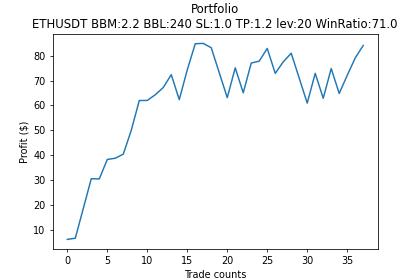 Portfolio
ETHUSDT BBM:2.2 BBL:240 SL:1.0 TP:1.2 lev:20 WinRatio:71.0
80
70
60
50
40
30
20
10
Profit ($)
0 5 10 15 20 25 30 35
Trade counts